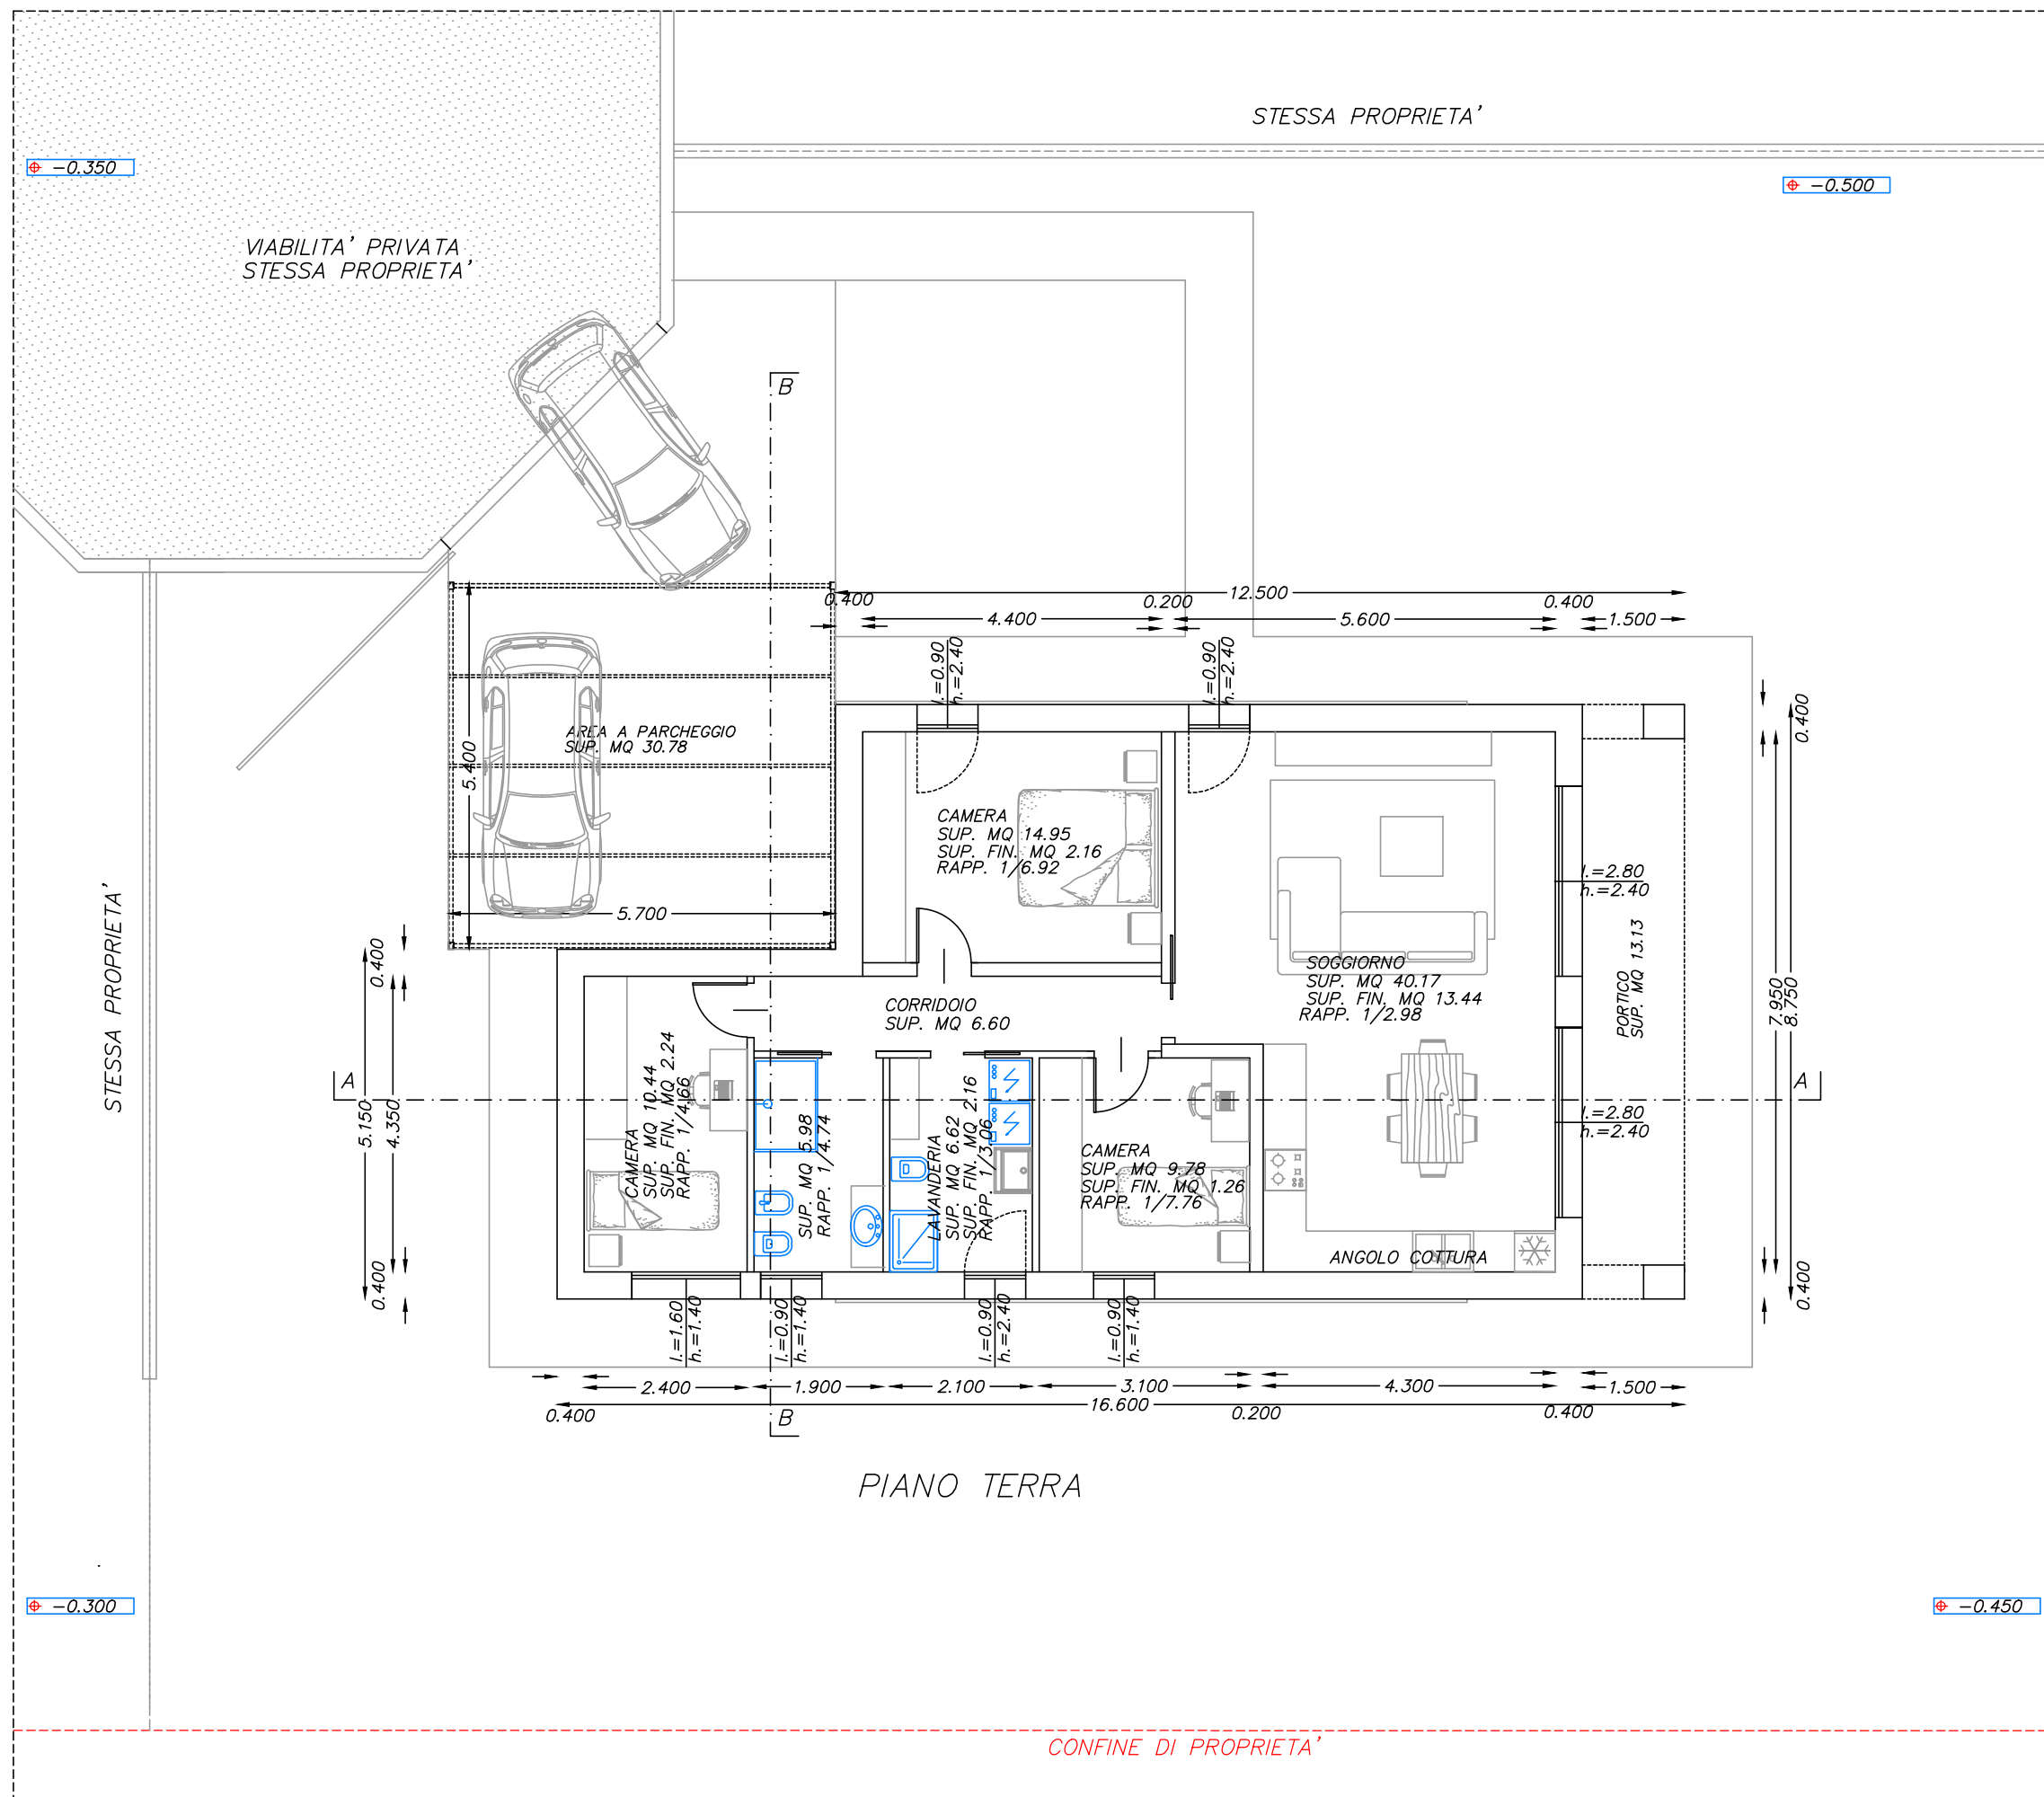 STESSA PROPRIETA'
-0.350
-0.500
VIABILITA' PRIVATA
STESSA PROPRIETA'
B
12.500
0.400
0.200
0.400
4.400
5.600
1.500
l.=0.90
h.=2.40
l.=0.90
h.=2.40
0.400
AREA A PARCHEGGIO
SUP. MQ 30.78
5.400
5.700
CAMERA
SUP. MQ 14.95
SUP. FIN. MQ 2.16
RAPP. 1/6.92
l.=2.80
h.=2.40
PORTICO
SUP. MQ 13.13
7.950
8.750
SOGGIORNO
SUP. MQ 40.17
SUP. FIN. MQ 13.44
RAPP. 1/2.98
STESSA PROPRIETA'
0.400
CORRIDOIO
SUP. MQ 6.60
A
A
5.150
4.350
CAMERA
SUP. MQ 10.44
SUP. FIN. MQ 2.24
RAPP. 1/4.66
SUP. MQ 5.98
RAPP. 1/4.74
LAVANDERIA
SUP. MQ 6.62
SUP. FIN. MQ 2.16
RAPP. 1/3.06
CAMERA
SUP. MQ 9.78
SUP. FIN. MQ 1.26
RAPP. 1/7.76
l.=2.80
h.=2.40
ANGOLO COTTURA
0.400
0.400
l.=1.60
h.=1.40
l.=0.90
h.=1.40
l.=0.90
h.=2.40
l.=0.90
h.=1.40
2.400
1.900
2.100
3.100
4.300
1.500
16.600
0.400
0.200
0.400
B
PIANO TERRA
-0.300
-0.450
CONFINE DI PROPRIETA'